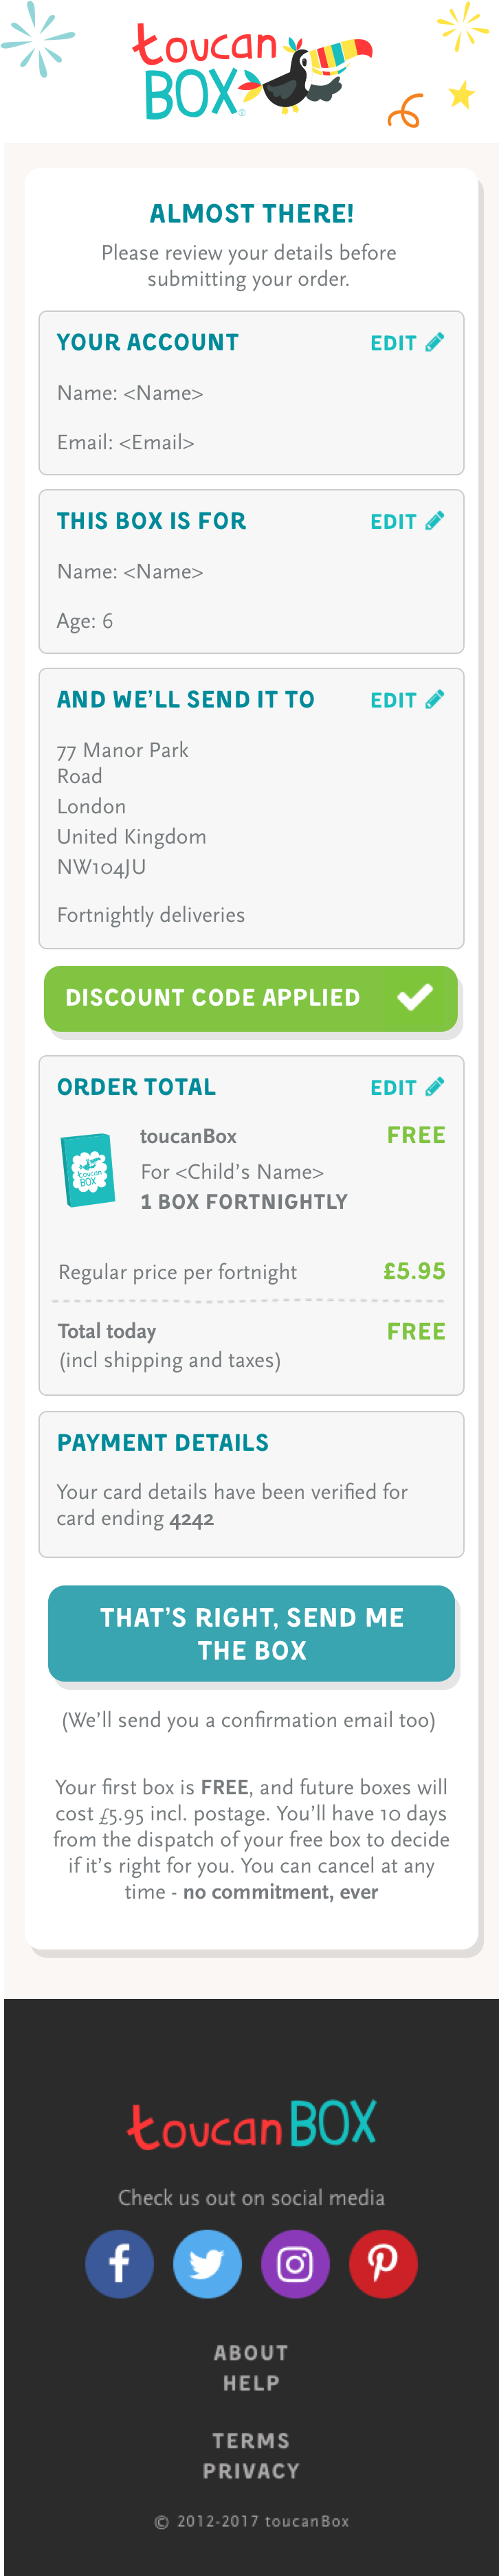 toucan
BOX®
ALMOST THERE!
Please review your details before
submitting your order.
YOUR ACCOUNT
EDIT
Name: <Name>
Email: <Email>
THIS BOX IS FOR
EDIT
Name: <Name>
Age: 6
AND WE'LL SEND IT TO
EDIT
77 Manor Park
Road
London
United Kingdom
NW104JU
Fortnightly deliveries
DISCOUNT CODE APPLIED
ORDER TOTAL
EDIT
toucan
BOX
toucanBox
FREE
For <Child's Name>
1 BOX FORTNIGHTLY
Regular price per fortnight
£5.95
Total today
FREE
(incl shipping and taxes)
PAYMENT DETAILS
Your card details have been verified for
card ending 4242
THAT'S RIGHT, SEND ME
THE BOX
(We'll send you a confirmation email too)
Your first box is FREE, and future boxes will
cost £5.95 incl. postage. You'll have 10 days
from the dispatch of your free box to decide
if it's right for you. You can cancel at any
time - no commitment, ever
toucanBOX
Check us out on social media
ABOUT
HELP
TERMS
PRIVACY
© 2012-2017 toucanBox